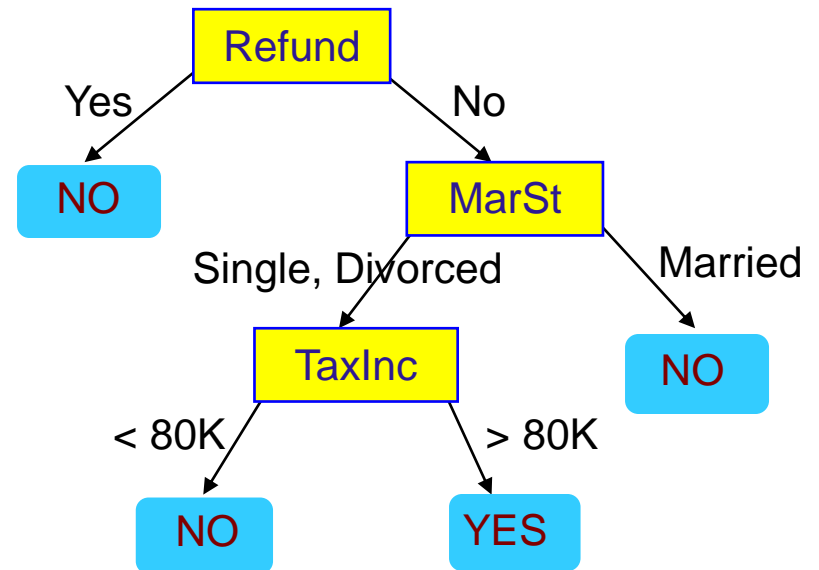 Refund
Yes
No
NO
MarSt
Single, Divorced
Married
TaxInc
NO
< 80K
> 80K
NO
YES